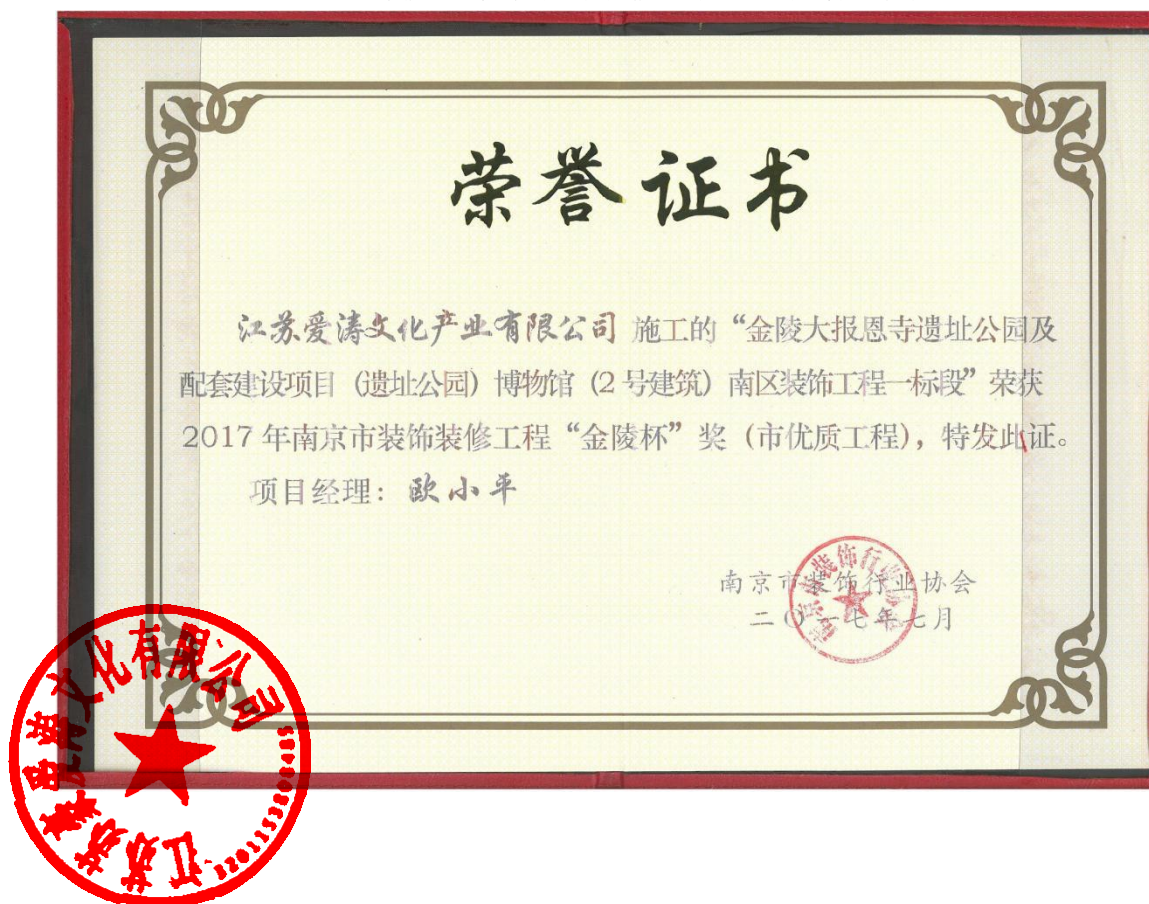 荣誉证书
江苏爱涛文化产业有限公司 施工的“金陵大报恩寺遗址公园及
配套建设项目（遗址公园）博物馆（2号建筑）南区装饰工程一标段”荣获
2017年南京市装饰装修工程“金陵杯”奖（市优质工程），特发此证。
项目经理：欧小平
南京市装饰行业协会
二〇一七年七月